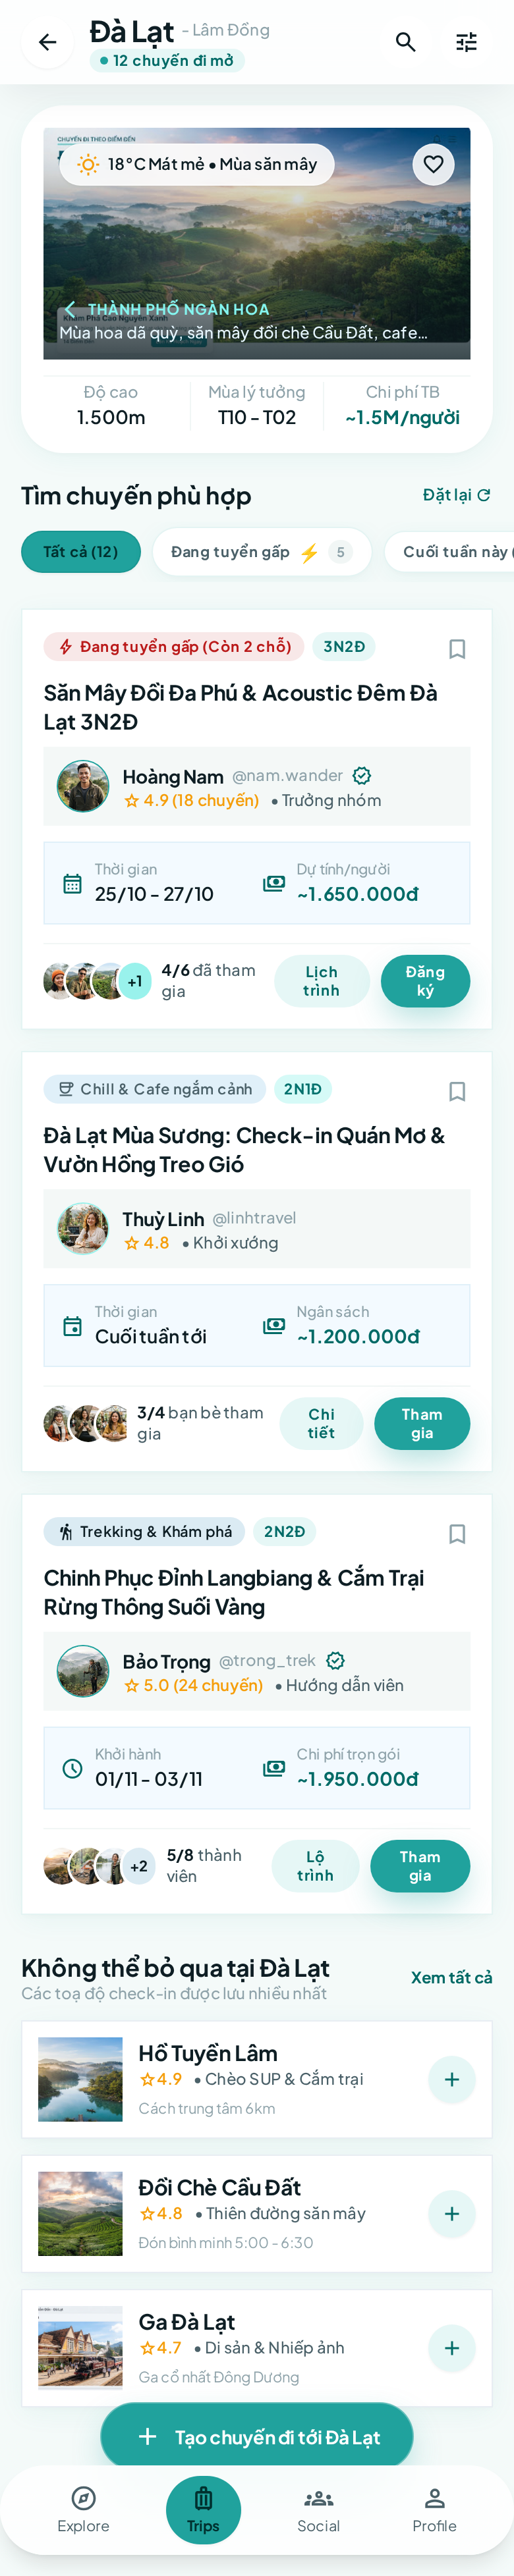 Đà Lạt - Lâm Đồng
12 chuyến đi mở
CHUYẾN ĐI THEO ĐIỂM ĐẾN
18°C Mát mẻ • Mùa săn mây
THÀNH PHỐ NGÀN HOA
Khám Phá Cao Nguyên Xanh
Mùa hoa dã quỳ, săn mây đồi chè Cầu Đất, cafe...
Độ cao
1.500m
Mùa lý tưởng
T10 - T02
Chi phí TB
~1.5M/người
Tìm chuyến phù hợp
Đặt lại
Tất cả (12)
Đang tuyển gấp ⚡ 5
Cuối tuần này (
Đang tuyển gấp (Còn 2 chỗ)
3N2Đ
Săn Mây Đồi Đa Phú & Acoustic Đêm Đà
Lạt 3N2Đ
Hoàng Nam @nam.wander
4.9 (18 chuyến) • Trưởng nhóm
Thời gian
25/10 - 27/10
Dự tính/người
~1.650.000đ
+1
4/6 đã tham
gia
Lịch
trình
Đăng
ký
Chill & Cafe ngắm cảnh
2N1Đ
Đà Lạt Mùa Sương: Check-in Quán Mơ &
Vườn Hồng Treo Gió
Thuỳ Linh @linhtravel
4.8 • Khởi xướng
Thời gian
Cuối tuần tới
Ngân sách
~1.200.000đ
3/4 bạn bè tham
gia
Chi
tiết
Tham
gia
Trekking & Khám phá
2N2Đ
Chinh Phục Đỉnh Langbiang & Cắm Trại
Rừng Thông Suối Vàng
Bảo Trọng @trong_trek
5.0 (24 chuyến) • Hướng dẫn viên
Khởi hành
01/11 - 03/11
Chi phí trọn gói
~1.950.000đ
+2
5/8 thành
viên
Lộ
trình
Tham
gia
Không thể bỏ qua tại Đà Lạt
Các toạ độ check-in được lưu nhiều nhất
Xem tất cả
Hồ Tuyền Lâm
4.9 • Chèo SUP & Cắm trại
Cách trung tâm 6km
Đồi Chè Cầu Đất
4.8 • Thiên đường săn mây
Đón bình minh 5:00 - 6:30
Ga Đà Lạt
4.7 • Di sản & Nhiếp ảnh
Ga cổ nhất Đông Dương
Tạo chuyến đi tới Đà Lạt
Explore
Trips
Social
Profile